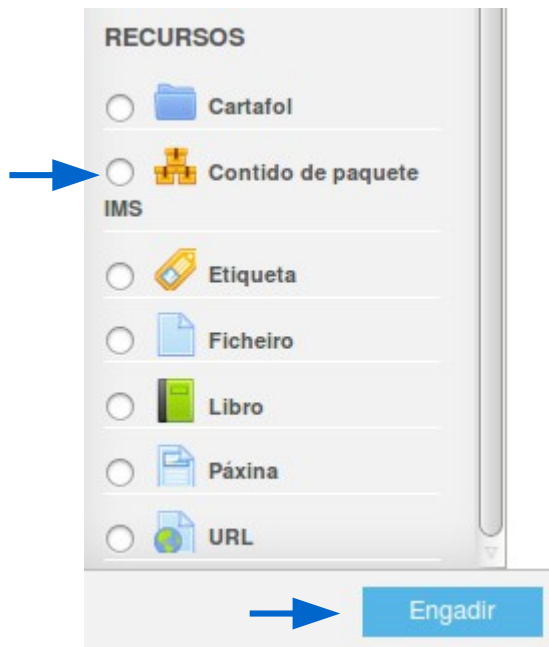 RECURSOS
Cartafol
Contido de paquete
IMS
Etiqueta
Ficheiro
Libro
Páxina
URL
Engadir